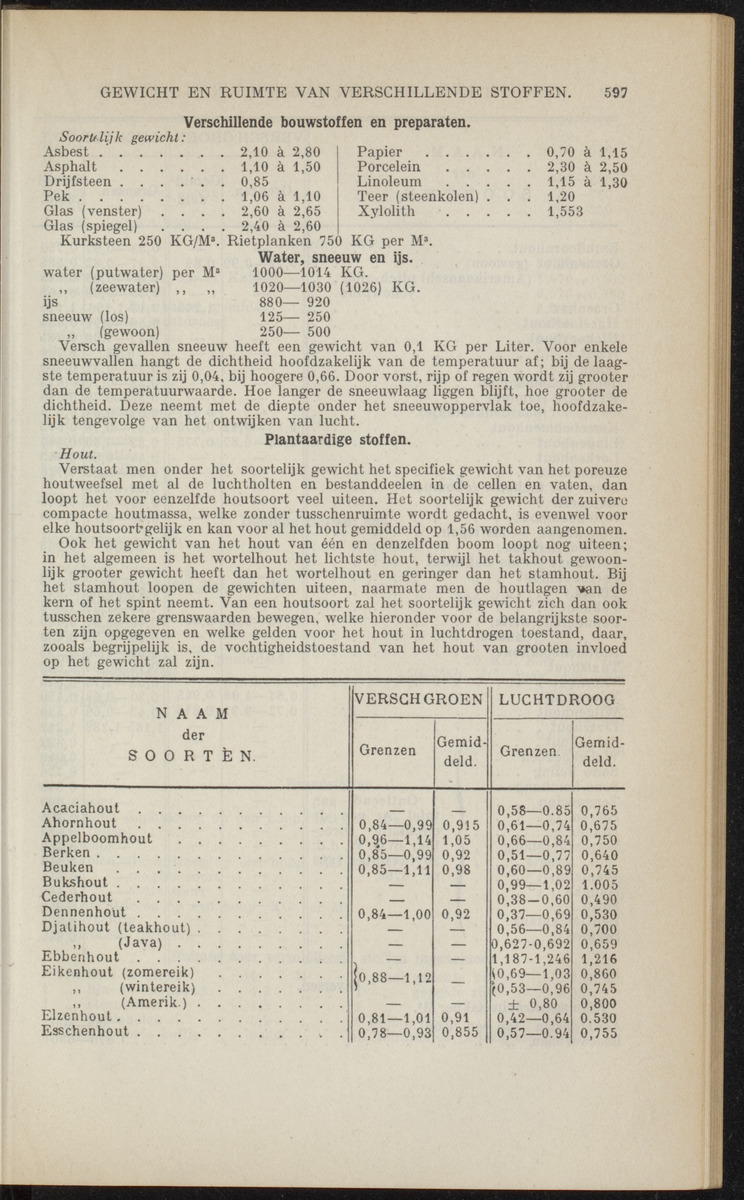 GEWICHT EN RUIMTE VAN VERSCHILLENDE STOFFEN. 597
Verschillende bouwstoffen en preparaten.
Soortelijk gewicht:
Asbest . . . . . . . 2,10 à 2,80
Asphalt . . . . . . 1,10 à 1,50
Drijfsteen . . . . . . 0,85
Pek . . . . . . . . 1,06 à 1,10
Glas (venster) . . . . 2,60 à 2,65
Glas (spiegel) . . . . 2,40 à 2,60
Papier . . . . . . 0,70 à 1,15
Porcelein . . . . . 2,30 à 2,50
Linoleum . . . . . 1,15 à 1,30
Teer (steenkolen) . . . 1,20
Xylolith . . . . . 1,553
Kurksteen 250 KG/M³. Rietplanken 750 KG per M³.
Water, sneeuw en ijs.
water (putwater) per M³ 1000—1014 KG.
,, (zeewater) ,, ,, 1020—1030 (1026) KG.
ijs 880— 920
sneeuw (los) 125— 250
,, (gewoon) 250— 500
Versch gevallen sneeuw heeft een gewicht van 0,1 KG per Liter. Voor enkele
sneeuwvallen hangt de dichtheid hoofdzakelijk van de temperatuur af; bij de laag-
ste temperatuur is zij 0,04, bij hoogere 0,66. Door vorst, rijp of regen wordt zij grooter
dan de temperatuurwaarde. Hoe langer de sneeuwlaag liggen blijft, hoe grooter de
dichtheid. Deze neemt met de diepte onder het sneeuwoppervlak toe, hoofdzake-
lijk tengevolge van het ontwijken van lucht.
Plantaardige stoffen.
Hout.
Verstaat men onder het soortelijk gewicht het specifiek gewicht van het poreuze
houtweefsel met al de luchtholten en bestanddeelen in de cellen en vaten, dan
loopt het voor eenzelfde houtsoort veel uiteen. Het soortelijk gewicht der zuivere
compacte houtmassa, welke zonder tusschenruimte wordt gedacht, is evenwel voor
elke houtsoort gelijk en kan voor al het hout gemiddeld op 1,56 worden aangenomen.
Ook het gewicht van het hout van één en denzelfden boom loopt nog uiteen;
in het algemeen is het wortelhout het lichtste hout, terwijl het takhout gewoon-
lijk grooter gewicht heeft dan het wortelhout en geringer dan het stamhout. Bij
het stamhout loopen de gewichten uiteen, naarmate men de houtlagen van de
kern of het spint neemt. Van een houtsoort zal het soortelijk gewicht zich dan ook
tusschen zekere grenswaarden bewegen, welke hieronder voor de belangrijkste soor-
ten zijn opgegeven en welke gelden voor het hout in luchtdrogen toestand, daar,
zooals begrijpelijk is, de vochtigheidstoestand van het hout van grooten invloed
op het gewicht zal zijn.
NAAM
der
SOORTEN.
VERSCH GROEN LUCHTDROOG
Grenzen Gemid-
deld. Grenzen. Gemid-
deld.
Acaciahout . . . . . . . . . . . — — 0,58—0.85 0,765
Ahornhout . . . . . . . . . . . 0,84—0,99 0,915 0,61—0,74 0,675
Appelboomhout . . . . . . . . 0,96—1,14 1,05 0,66—0,84 0,750
Berken . . . . . . . . . . . . . 0,85—0,99 0,92 0,51—0,77 0,640
Beuken . . . . . . . . . . . . 0,85—1,11 0,98 0,60—0,89 0,745
Bukshout . . . . . . . . . . . . — — 0,99—1,02 1.005
Cederhout . . . . . . . . . . . — — 0,38—0,60 0,490
Dennenhout . . . . . . . . . . . 0,84—1,00 0,92 0,37—0,69 0,530
Djatihout (teakhout) . . . . . . . . — — 0,56—0,84 0,700
,, (Java) . . . . . . . . . — — 0,627-0,692 0,659
Ebbenhout . . . . . . . . . . . — — 1,187-1,246 1,216
Eikenhout (zomereik) . . . . . . . {0,88—1,12 — {0,69—1,03 0,860
,, (wintereik) . . . . . . . {0,53—0,96 0,745
,, (Amerik.) . . . . . . . . — — ± 0,80 0,800
Elzenhout . . . . . . . . . . . . 0,81—1,01 0,91 0,42—0,64 0.530
Esschenhout . . . . . . . . . . . 0,78—0,93 0,855 0,57—0.94 0,755